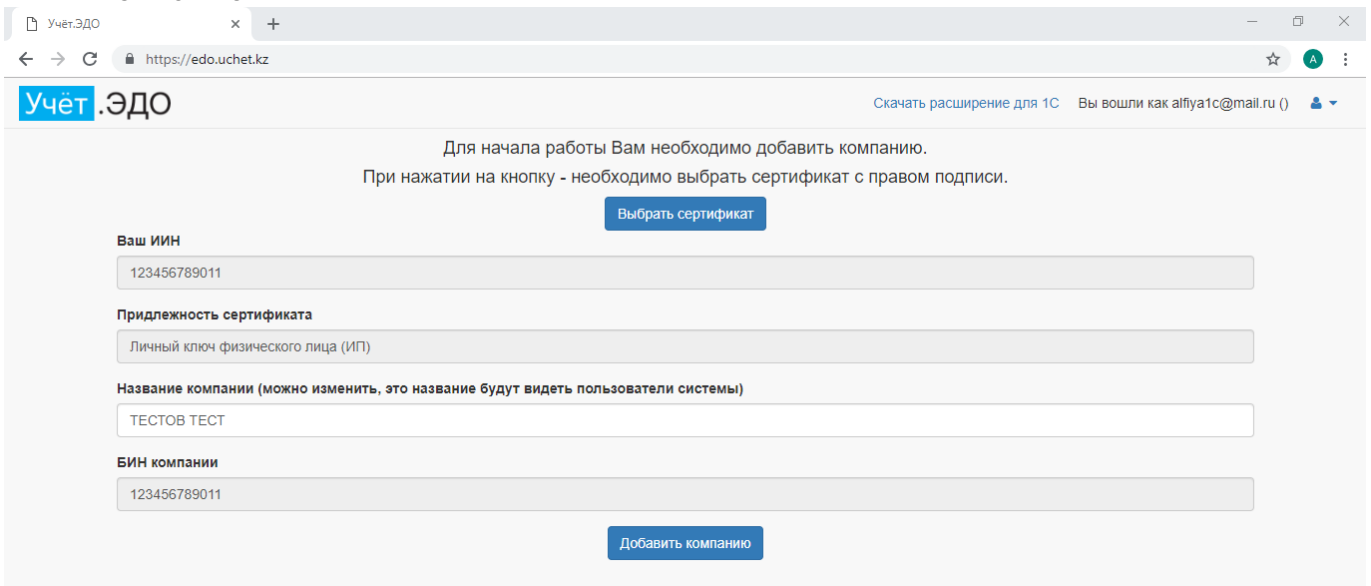 Учёт.ЭДО
https://edo.uchet.kz
A
Учёт .ЭДО
Скачать расширение для 1С Вы вошли как alfiya1c@mail.ru ()
Для начала работы Вам необходимо добавить компанию.
При нажатии на кнопку - необходимо выбрать сертификат с правом подписи.
Выбрать сертификат
Ваш ИИН
123456789011
Придлежность сертификата
Личный ключ физического лица (ИП)
Название компании (можно изменить, это название будут видеть пользователи системы)
ТЕСТОВ ТЕСТ
БИН компании
123456789011
Добавить компанию